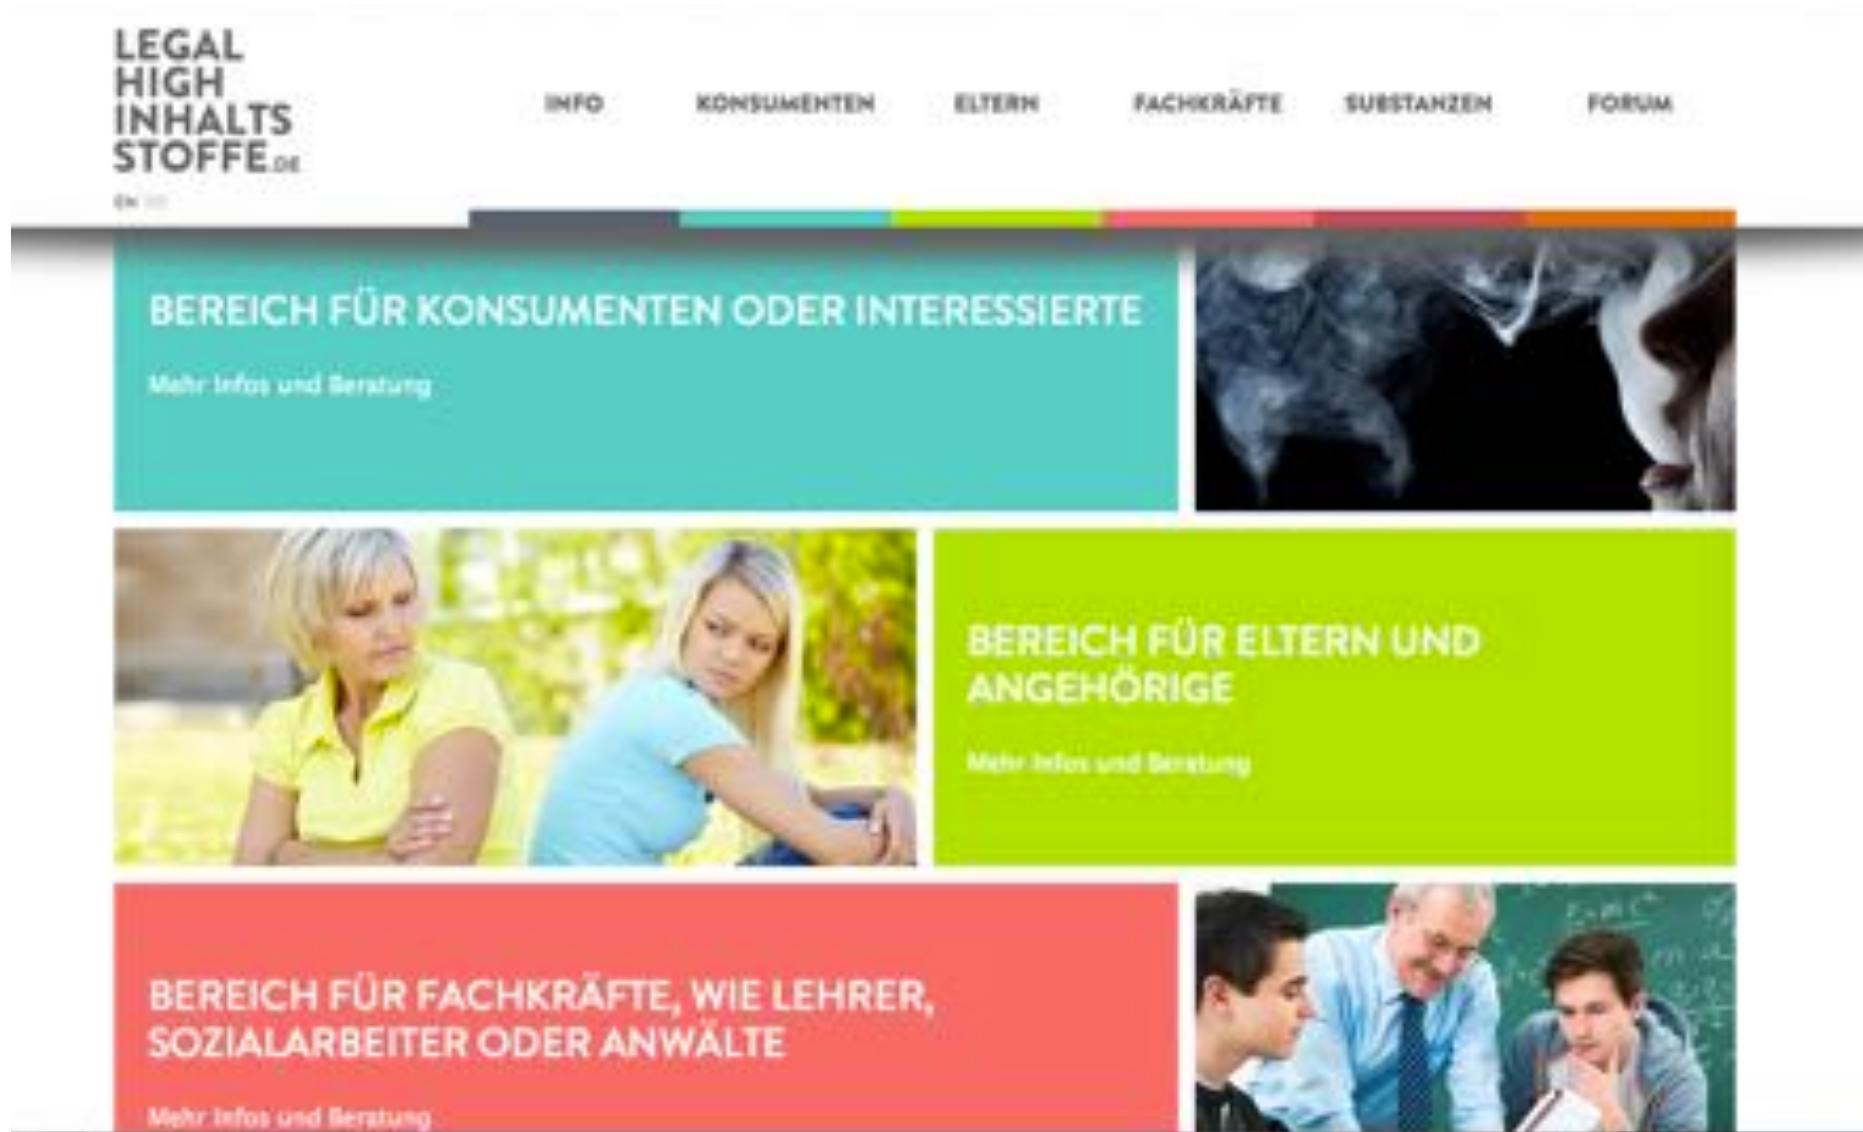 LEGAL
HIGH
INHALTS
STOFFE.DE
EN
INFO
KONSUMENTEN
ELTERN
FACHKRÄFTE
SUBSTANZEN
FORUM
BEREICH FÜR KONSUMENTEN ODER INTERESSIERTE
Mehr Infos und Beratung
BEREICH FÜR ELTERN UND
ANGEHÖRIGE
Mehr Infos und Beratung
BEREICH FÜR FACHKRÄFTE, WIE LEHRER,
SOZIALARBEITER ODER ANWÄLTE
Mehr Infos und Beratung
E=mc²